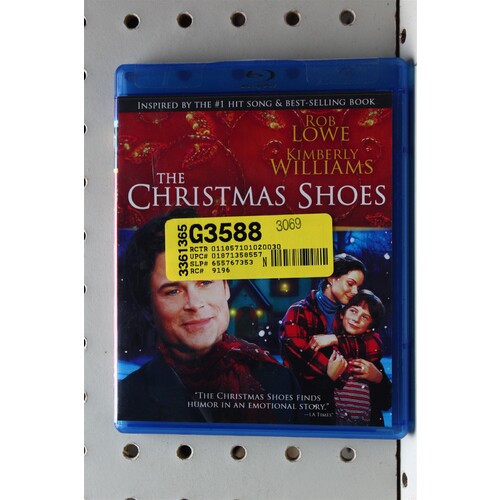 INSPIRED BY THE #1 HIT SONG & BEST-SELLING BOOK
ROB
LOWE
KIMBERLY
WILLIAMS
THE
CHRISTMAS SHOES
3361365
G3588 3069
RCTR 011057101020030
UPC# 01871350557
SLP# 655767353 N
RC# 9196
"THE CHRISTMAS SHOES FINDS
HUMOR IN AN EMOTIONAL STORY."
—LA TIMES